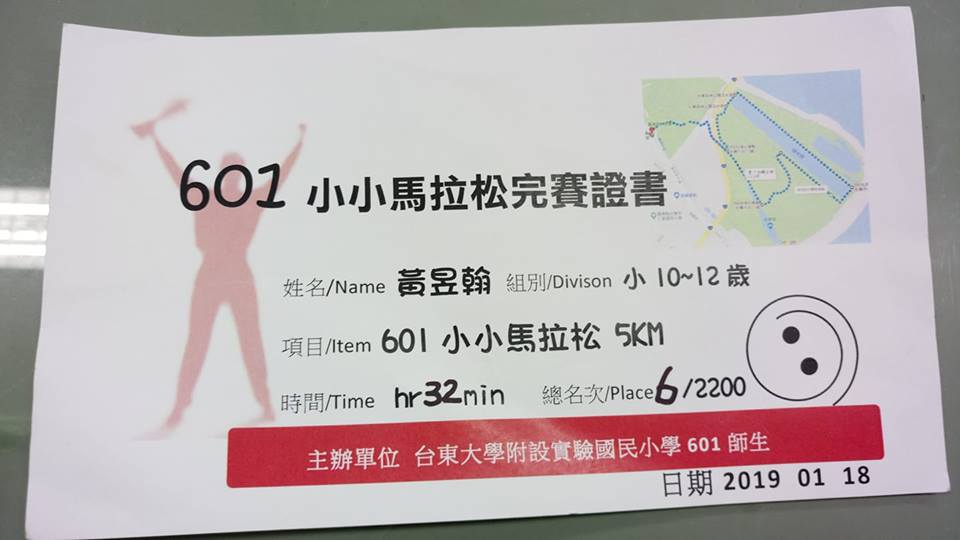 601 小小馬拉松完賽證書
姓名/Name 黃昱翰 組別/Divison 小 10~12 歲
項目/Item 601 小小馬拉松 5KM
時間/Time hr32min 總名次/Place 6/2200
主辦單位 台東大學附設實驗國民小學 601 師生
日期 2019 01 18